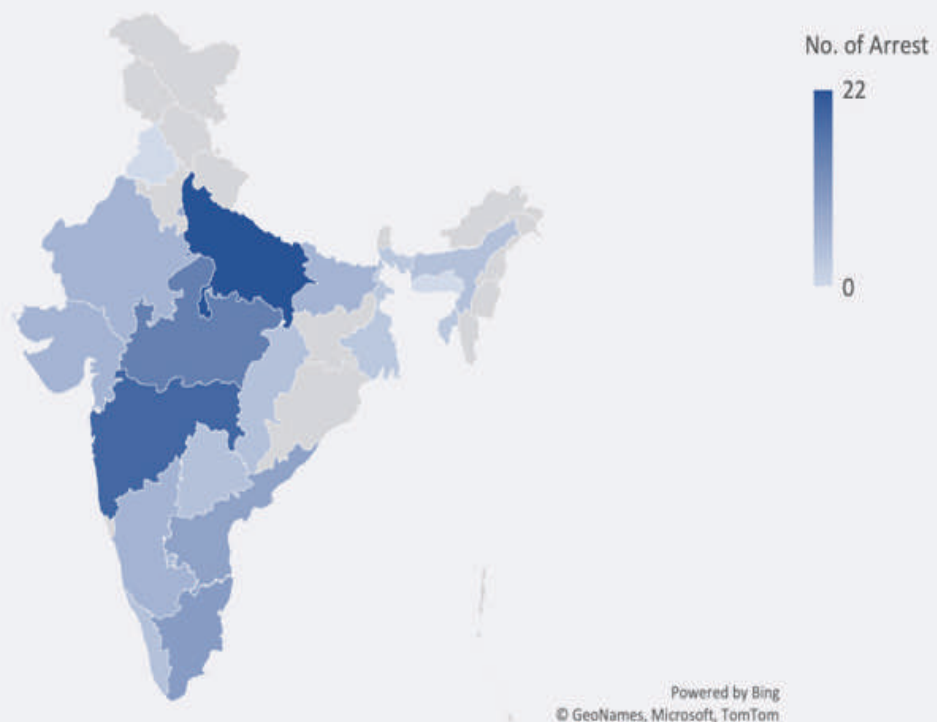 No. of Arrest
22
0
Powered by Bing
© GeoNames, Microsoft, TomTom